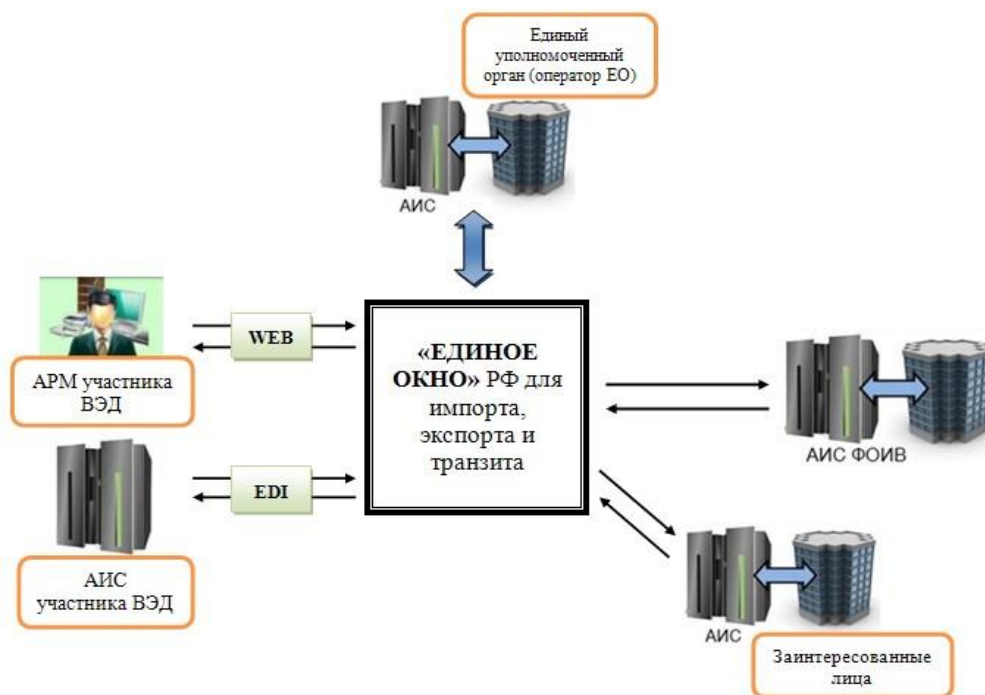 Единый
уполномоченный
орган (оператор ЕО)
АИС
WEB
АРМ участника
ВЭД
«ЕДИНОЕ
ОКНО» РФ для
импорта,
экспорта и
транзита
АИС ФОИВ
EDI
АИС
участника ВЭД
АИС
Заинтересованные
лица